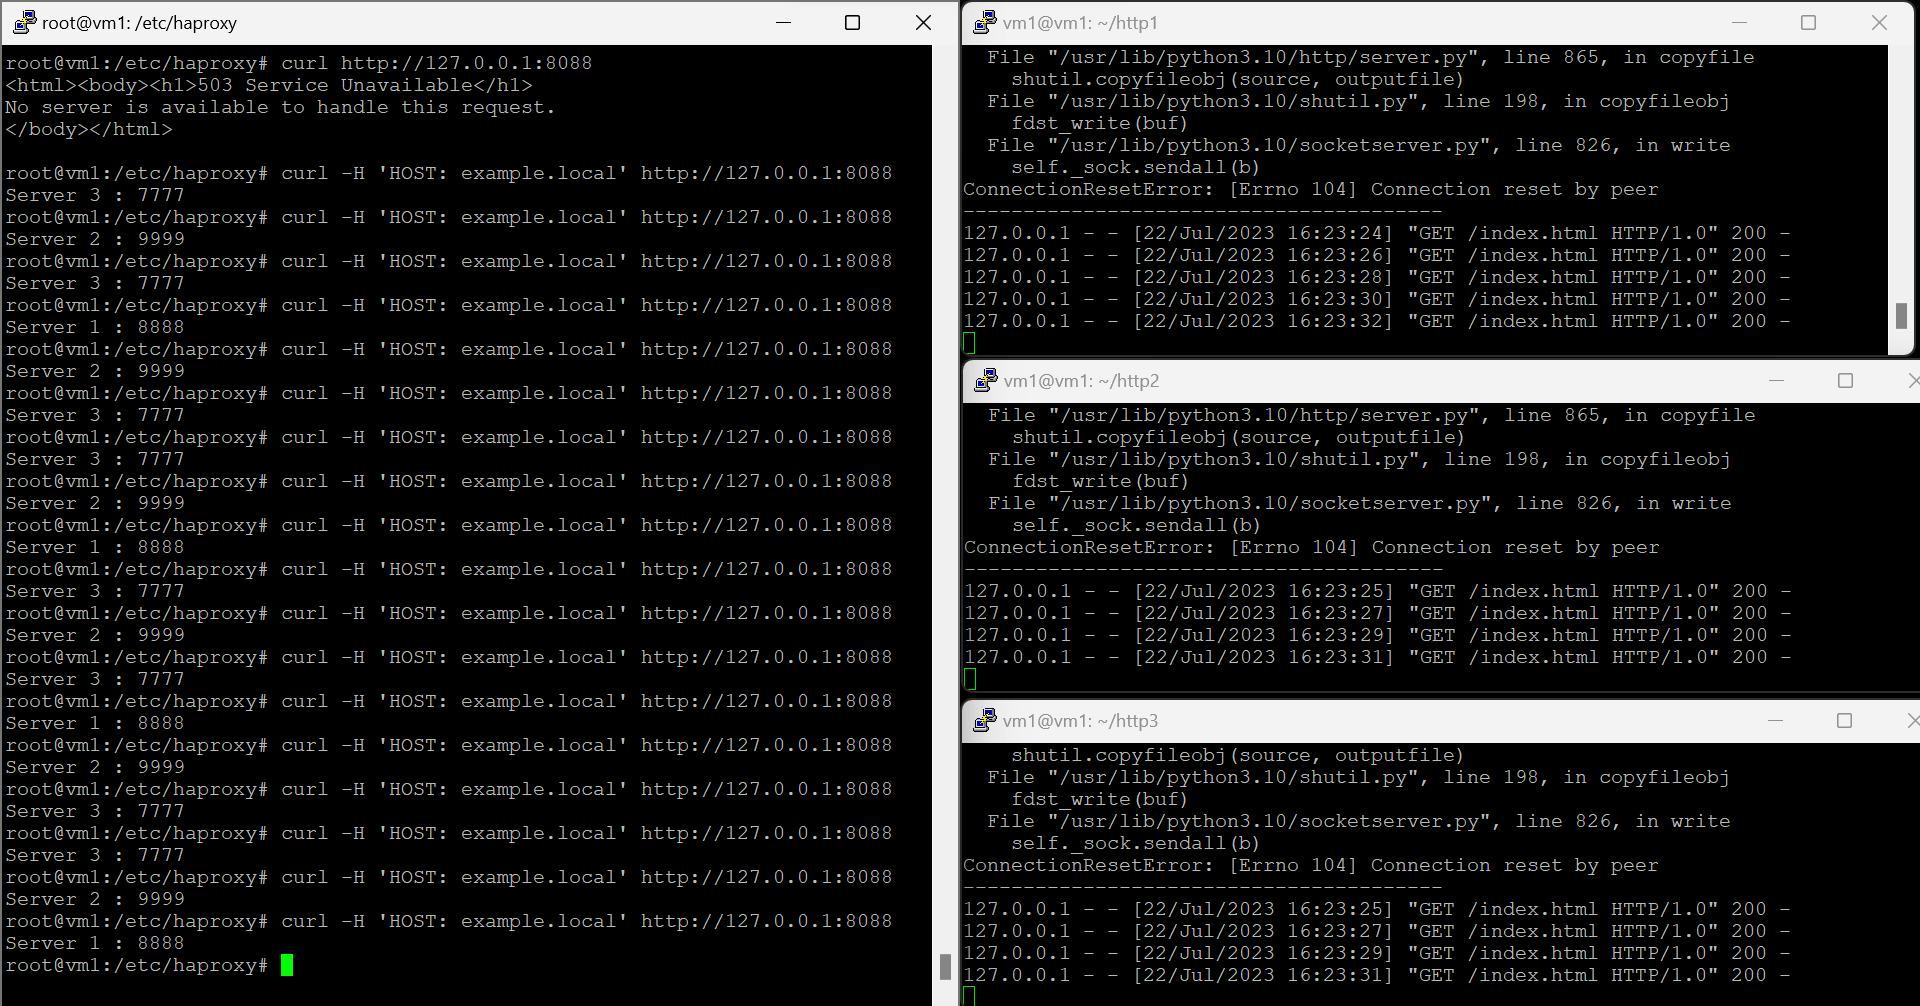 root@vm1: /etc/haproxy
root@vm1:/etc/haproxy# curl http://127.0.0.1:8088
<html><body><h1>503 Service Unavailable</h1>
No server is available to handle this request.
</body></html>
root@vm1:/etc/haproxy# curl -H 'HOST: example.local' http://127.0.0.1:8088
Server 3 : 7777
root@vm1:/etc/haproxy# curl -H 'HOST: example.local' http://127.0.0.1:8088
Server 2 : 9999
root@vm1:/etc/haproxy# curl -H 'HOST: example.local' http://127.0.0.1:8088
Server 3 : 7777
root@vm1:/etc/haproxy# curl -H 'HOST: example.local' http://127.0.0.1:8088
Server 1 : 8888
root@vm1:/etc/haproxy# curl -H 'HOST: example.local' http://127.0.0.1:8088
Server 2 : 9999
root@vm1:/etc/haproxy# curl -H 'HOST: example.local' http://127.0.0.1:8088
Server 3 : 7777
root@vm1:/etc/haproxy# curl -H 'HOST: example.local' http://127.0.0.1:8088
Server 3 : 7777
root@vm1:/etc/haproxy# curl -H 'HOST: example.local' http://127.0.0.1:8088
Server 2 : 9999
root@vm1:/etc/haproxy# curl -H 'HOST: example.local' http://127.0.0.1:8088
Server 1 : 8888
root@vm1:/etc/haproxy# curl -H 'HOST: example.local' http://127.0.0.1:8088
Server 3 : 7777
root@vm1:/etc/haproxy# curl -H 'HOST: example.local' http://127.0.0.1:8088
Server 2 : 9999
root@vm1:/etc/haproxy# curl -H 'HOST: example.local' http://127.0.0.1:8088
Server 3 : 7777
root@vm1:/etc/haproxy# curl -H 'HOST: example.local' http://127.0.0.1:8088
Server 1 : 8888
root@vm1:/etc/haproxy# curl -H 'HOST: example.local' http://127.0.0.1:8088
Server 2 : 9999
root@vm1:/etc/haproxy# curl -H 'HOST: example.local' http://127.0.0.1:8088
Server 3 : 7777
root@vm1:/etc/haproxy# curl -H 'HOST: example.local' http://127.0.0.1:8088
Server 3 : 7777
root@vm1:/etc/haproxy# curl -H 'HOST: example.local' http://127.0.0.1:8088
Server 2 : 9999
root@vm1:/etc/haproxy# curl -H 'HOST: example.local' http://127.0.0.1:8088
Server 1 : 8888
root@vm1:/etc/haproxy#
vm1@vm1: ~/http1
File "/usr/lib/python3.10/http/server.py", line 865, in copyfile
shutil.copyfileobj(source, outputfile)
File "/usr/lib/python3.10/shutil.py", line 198, in copyfileobj
fdst_write(buf)
File "/usr/lib/python3.10/socketserver.py", line 826, in write
self._sock.sendall(b)
ConnectionResetError: [Errno 104] Connection reset by peer
----------------------------------------
127.0.0.1 - - [22/Jul/2023 16:23:24] "GET /index.html HTTP/1.0" 200 -
127.0.0.1 - - [22/Jul/2023 16:23:26] "GET /index.html HTTP/1.0" 200 -
127.0.0.1 - - [22/Jul/2023 16:23:28] "GET /index.html HTTP/1.0" 200 -
127.0.0.1 - - [22/Jul/2023 16:23:30] "GET /index.html HTTP/1.0" 200 -
127.0.0.1 - - [22/Jul/2023 16:23:32] "GET /index.html HTTP/1.0" 200 -
vm1@vm1: ~/http2
File "/usr/lib/python3.10/http/server.py", line 865, in copyfile
shutil.copyfileobj(source, outputfile)
File "/usr/lib/python3.10/shutil.py", line 198, in copyfileobj
fdst_write(buf)
File "/usr/lib/python3.10/socketserver.py", line 826, in write
self._sock.sendall(b)
ConnectionResetError: [Errno 104] Connection reset by peer
----------------------------------------
127.0.0.1 - - [22/Jul/2023 16:23:25] "GET /index.html HTTP/1.0" 200 -
127.0.0.1 - - [22/Jul/2023 16:23:27] "GET /index.html HTTP/1.0" 200 -
127.0.0.1 - - [22/Jul/2023 16:23:29] "GET /index.html HTTP/1.0" 200 -
127.0.0.1 - - [22/Jul/2023 16:23:31] "GET /index.html HTTP/1.0" 200 -
vm1@vm1: ~/http3
shutil.copyfileobj(source, outputfile)
File "/usr/lib/python3.10/shutil.py", line 198, in copyfileobj
fdst_write(buf)
File "/usr/lib/python3.10/socketserver.py", line 826, in write
self._sock.sendall(b)
ConnectionResetError: [Errno 104] Connection reset by peer
----------------------------------------
127.0.0.1 - - [22/Jul/2023 16:23:25] "GET /index.html HTTP/1.0" 200 -
127.0.0.1 - - [22/Jul/2023 16:23:27] "GET /index.html HTTP/1.0" 200 -
127.0.0.1 - - [22/Jul/2023 16:23:29] "GET /index.html HTTP/1.0" 200 -
127.0.0.1 - - [22/Jul/2023 16:23:31] "GET /index.html HTTP/1.0" 200 -